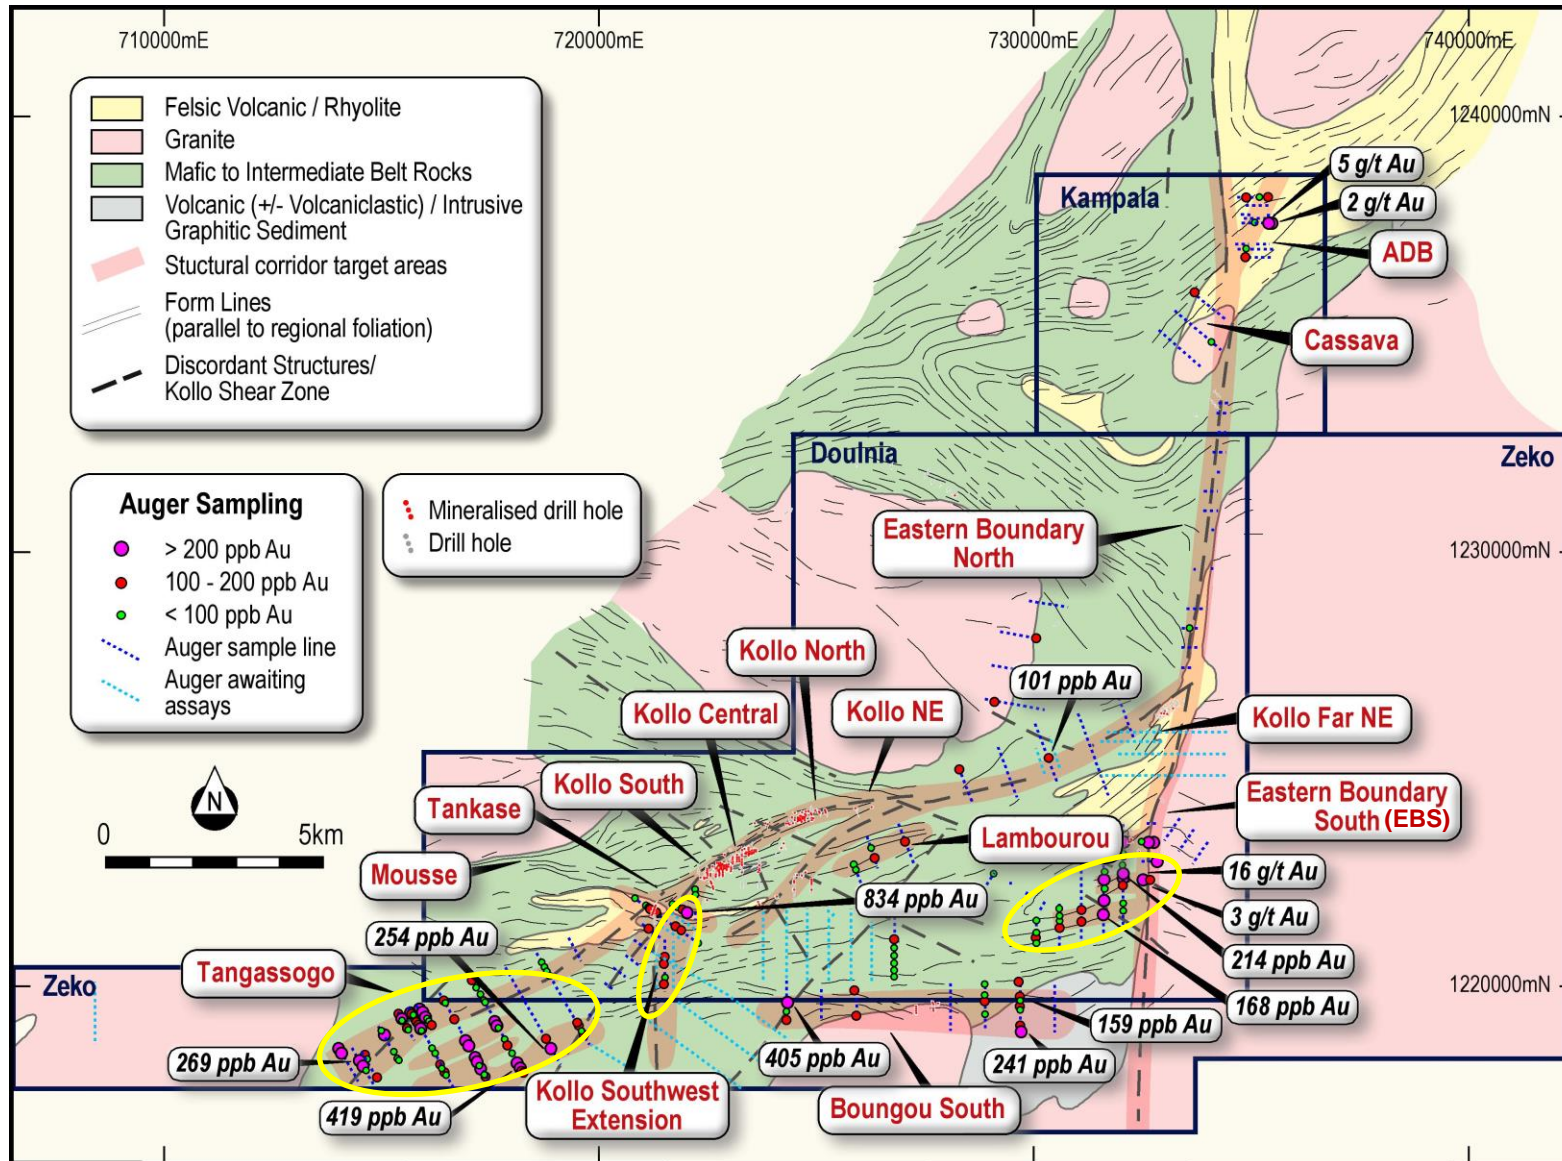 710000mE
720000mE
730000mE
740000mE
Felsic Volcanic / Rhyolite
Granite
Mafic to Intermediate Belt Rocks
Volcanic (+/- Volcaniclastic) / Intrusive
Graphitic Sediment
Stuctural corridor target areas
Form Lines
(parallel to regional foliation)
Discordant Structures/
Kollo Shear Zone
1240000mN
5 g/t Au
Kampala
2 g/t Au
ADB
Cassava
Auger Sampling
> 200 ppb Au
100 - 200 ppb Au
< 100 ppb Au
Auger sample line
Auger awaiting
assays
Mineralised drill hole
Drill hole
Doulnia
Zeko
Eastern Boundary
North
1230000mN
Kollo North
101 ppb Au
Kollo Central
Kollo NE
Kollo Far NE
N
0
5km
Kollo South
Tankase
Eastern Boundary
South (EBS)
Lambourou
Mousse
16 g/t Au
834 ppb Au
3 g/t Au
254 ppb Au
214 ppb Au
Tangassogo
Zeko
168 ppb Au
1220000mN
159 ppb Au
269 ppb Au
405 ppb Au
241 ppb Au
419 ppb Au
Kollo Southwest
Extension
Boungou South